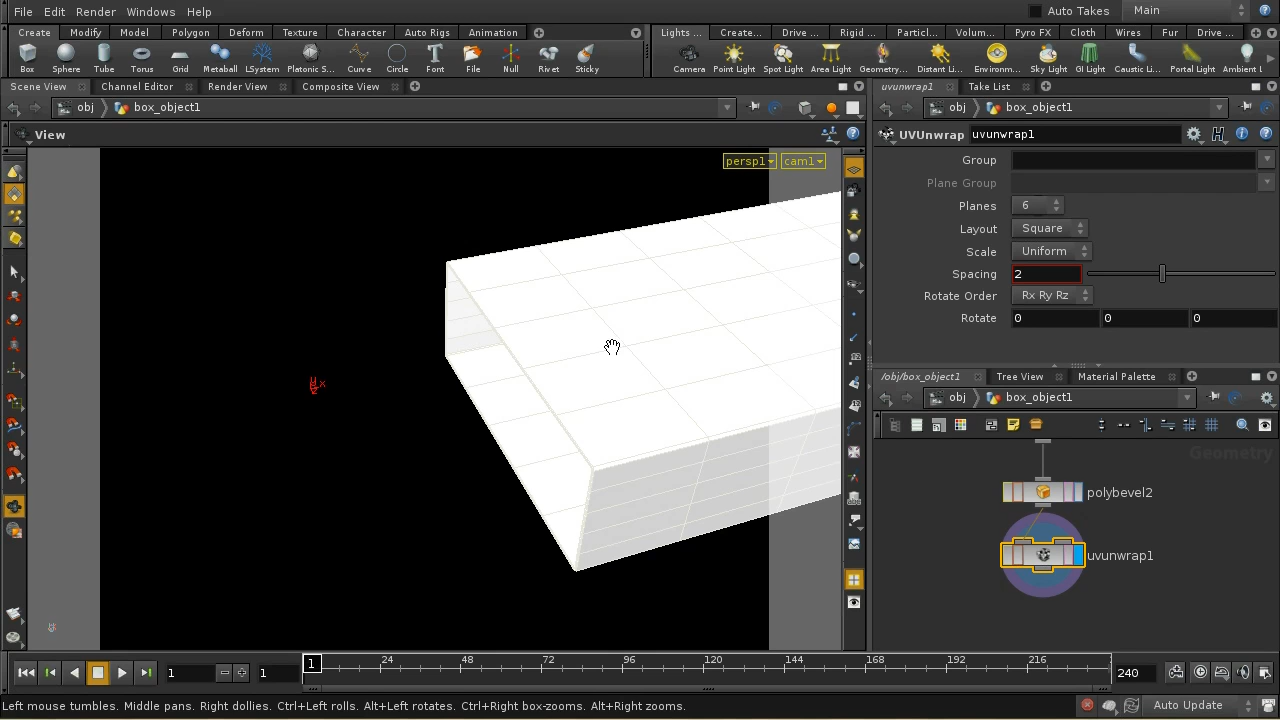 File Edit Render Windows Help Auto Takes Main
Create Modify Model Polygon Deform Texture Character Auto Rigs Animation Lights ... Create... Drive ... Rigid ... Particl... Volum... Pyro FX Cloth Wires Fur Drive ...
Box Sphere Tube Torus Grid Metaball LSystem Platonic S... Curve Circle Font File Null Rivet Sticky Camera Point Light Spot Light Area Light Geometry... Distant Li... Environm... Sky Light GI Light Caustic Li... Portal Light Ambient L
Scene View Channel Editor Render View Composite View uvunwrap1 Take List
obj box_object1 obj box_object1
View UVUnwrap uvunwrap1
persp1 cam1
Group
Plane Group
Planes 6
Layout Square
Scale Uniform
Spacing 2
Rotate Order Rx Ry Rz
Rotate 0 0 0
/obj/box_object1 Tree View Material Palette
obj box_object1
Geometry
polybevel2
uvunwrap1
x
1 1 1 24 48 72 96 120 144 168 192 216 240
Left mouse tumbles. Middle pans. Right dollies. Ctrl+Left rolls. Alt+Left rotates. Ctrl+Right box-zooms. Alt+Right zooms. Auto Update